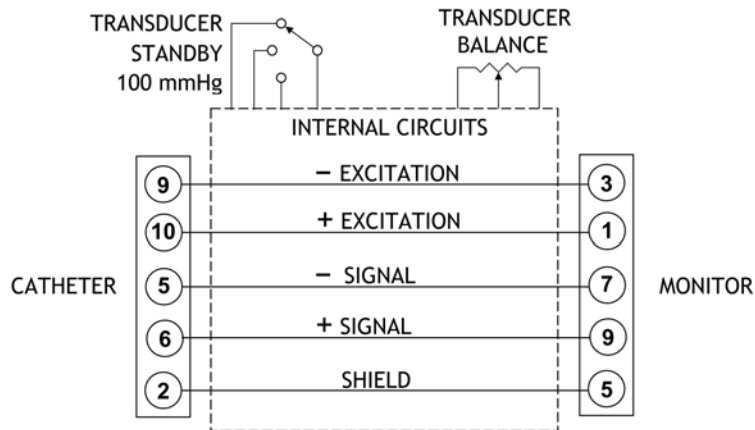 TRANSDUCER
STANDBY
100 mmHg
TRANSDUCER
BALANCE
INTERNAL CIRCUITS
9 − EXCITATION 3
10 + EXCITATION 1
CATHETER 5 − SIGNAL 7 MONITOR
6 + SIGNAL 9
2 SHIELD 5